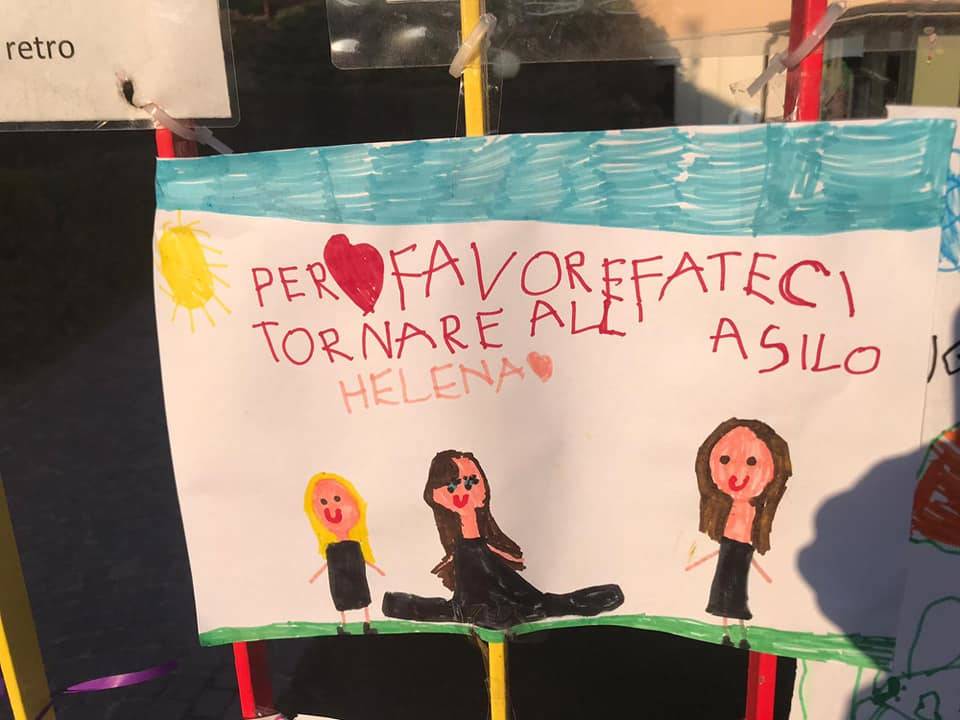 retro
PER FAVORE FATECI
TORNARE ALL ASILO
HELENA